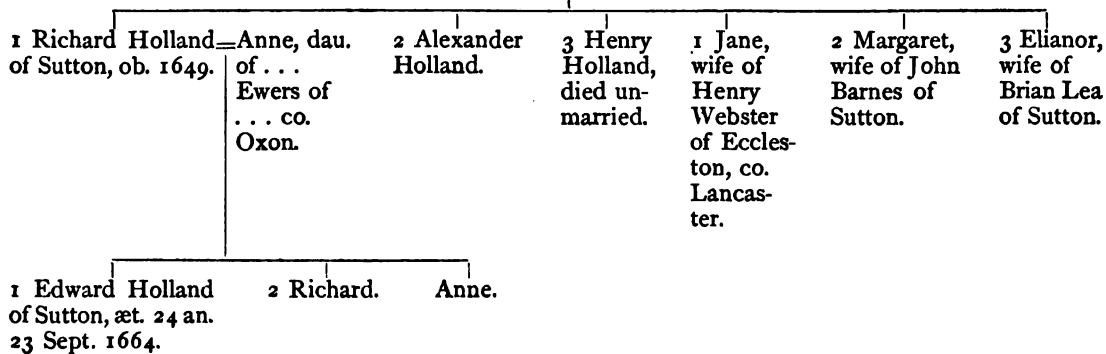 1 Richard Holland=Anne, dau.
of Sutton, ob. 1649. of . . .
Ewers of
. . . co.
Oxon.
2 Alexander
Holland.
3 Henry
Holland,
died un-
married.
1 Jane,
wife of
Henry
Webster
of Eccles-
ton, co.
Lancas-
ter.
2 Margaret,
wife of John
Barnes of
Sutton.
3 Elianor,
wife of
Brian Lea
of Sutton.
1 Edward Holland
of Sutton, æt. 24 an.
23 Sept. 1664.
2 Richard.
Anne.